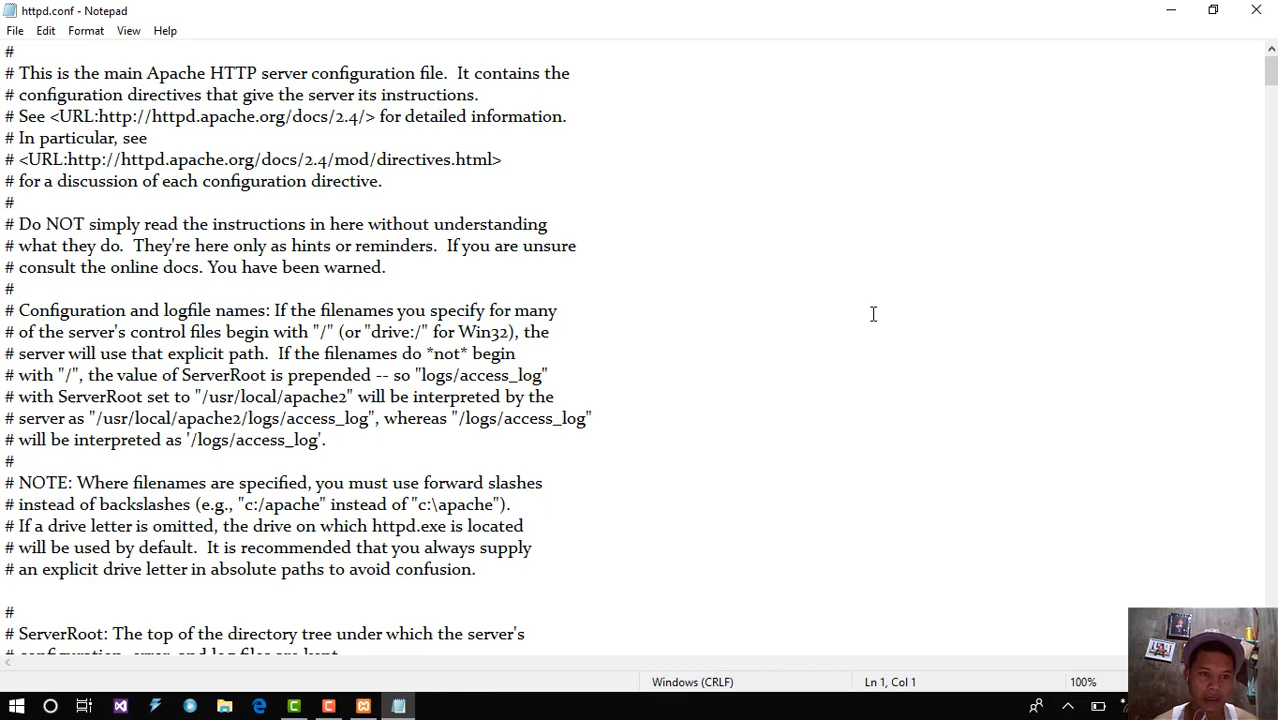 httpd.conf - Notepad
File Edit Format View Help
#
# This is the main Apache HTTP server configuration file.  It contains the
# configuration directives that give the server its instructions.
# See <URL:http://httpd.apache.org/docs/2.4/> for detailed information.
# In particular, see
# <URL:http://httpd.apache.org/docs/2.4/mod/directives.html>
# for a discussion of each configuration directive.
#
# Do NOT simply read the instructions in here without understanding
# what they do.  They're here only as hints or reminders.  If you are unsure
# consult the online docs. You have been warned.
#
# Configuration and logfile names: If the filenames you specify for many
# of the server's control files begin with "/" (or "drive:/" for Win32), the
# server will use that explicit path.  If the filenames do *not* begin
# with "/", the value of ServerRoot is prepended -- so "logs/access_log"
# with ServerRoot set to "/usr/local/apache2" will be interpreted by the
# server as "/usr/local/apache2/logs/access_log", whereas "/logs/access_log"
# will be interpreted as '/logs/access_log'.
#
# NOTE: Where filenames are specified, you must use forward slashes
# instead of backslashes (e.g., "c:/apache" instead of "c:\apache").
# If a drive letter is omitted, the drive on which httpd.exe is located
# will be used by default.  It is recommended that you always supply
# an explicit drive letter in absolute paths to avoid confusion.
#
# ServerRoot: The top of the directory tree under which the server's
# configuration, error, and log files are kept.
Windows (CRLF) Ln 1, Col 1 100%